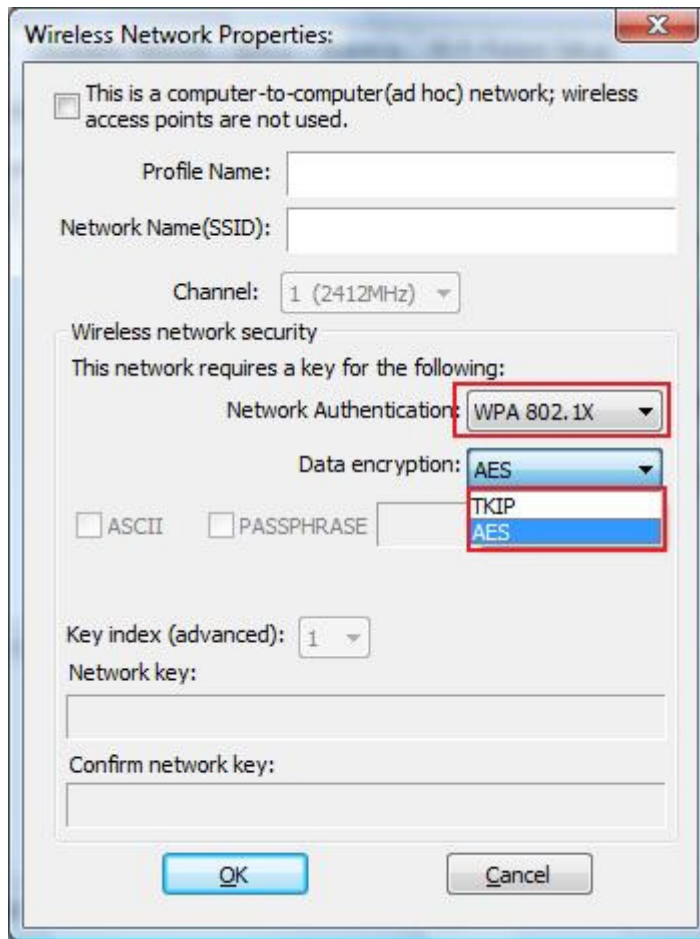 Wireless Network Properties:
This is a computer-to-computer(ad hoc) network; wireless
access points are not used.
Profile Name:
Network Name(SSID):
Channel: 1 (2412MHz)
Wireless network security
This network requires a key for the following:
Network Authentication: WPA 802.1X
Data encryption: AES
TKIP
ASCII PASSPHRASE AES
Key index (advanced): 1
Network key:
Confirm network key:
OK Cancel